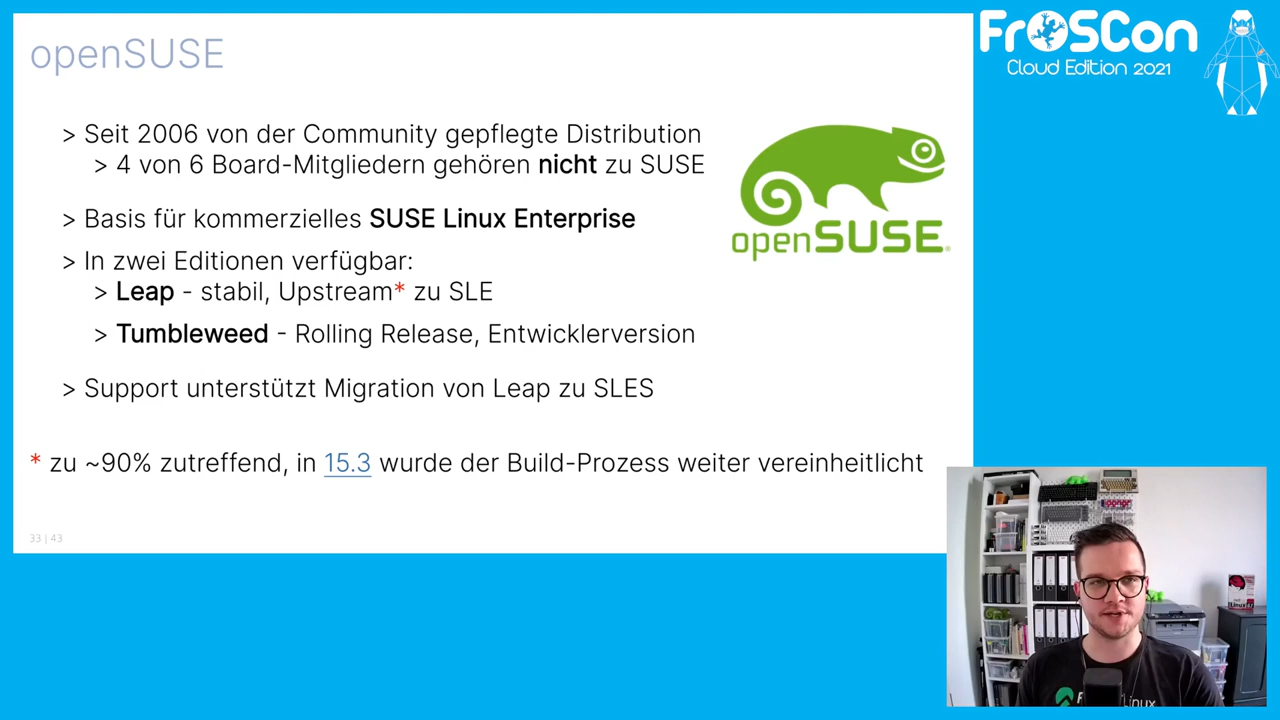 openSUSE
> Seit 2006 von der Community gepflegte Distribution
> 4 von 6 Board-Mitgliedern gehören nicht zu SUSE
> Basis für kommerzielles SUSE Linux Enterprise
> In zwei Editionen verfügbar:
> Leap - stabil, Upstream* zu SLE
> Tumbleweed - Rolling Release, Entwicklerversion
> Support unterstützt Migration von Leap zu SLES
* zu ~90% zutreffend, in 15.3 wurde der Build-Prozess weiter vereinheitlicht
33 | 43
openSUSE
FrOSCon
Cloud Edition 2021
Linux